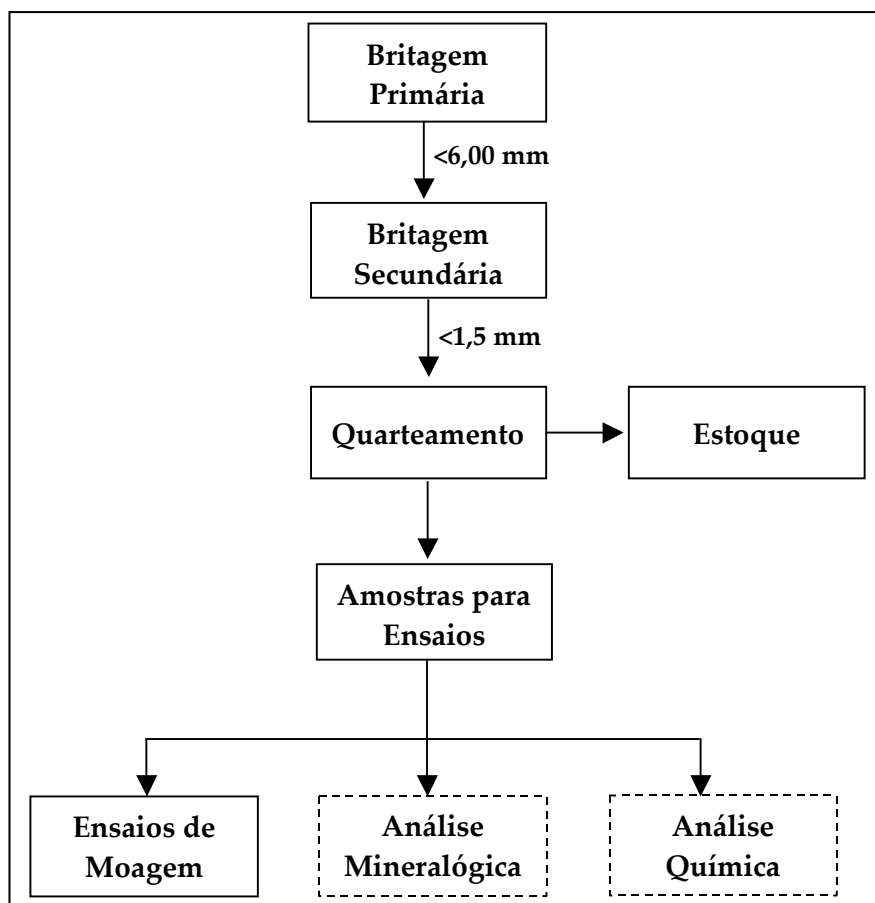 Britagem
Primária
<6,00 mm
Britagem
Secundária
<1,5 mm
Quarteamento
Estoque
Amostras para
Ensaios
Ensaios de
Moagem
Análise
Mineralógica
Análise
Química